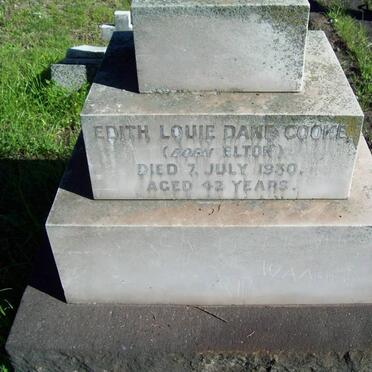 EDITH LOUIE DANE COOKE
(BORN ELTON)
DIED 7, JULY 1930.
AGED 42 YEARS.